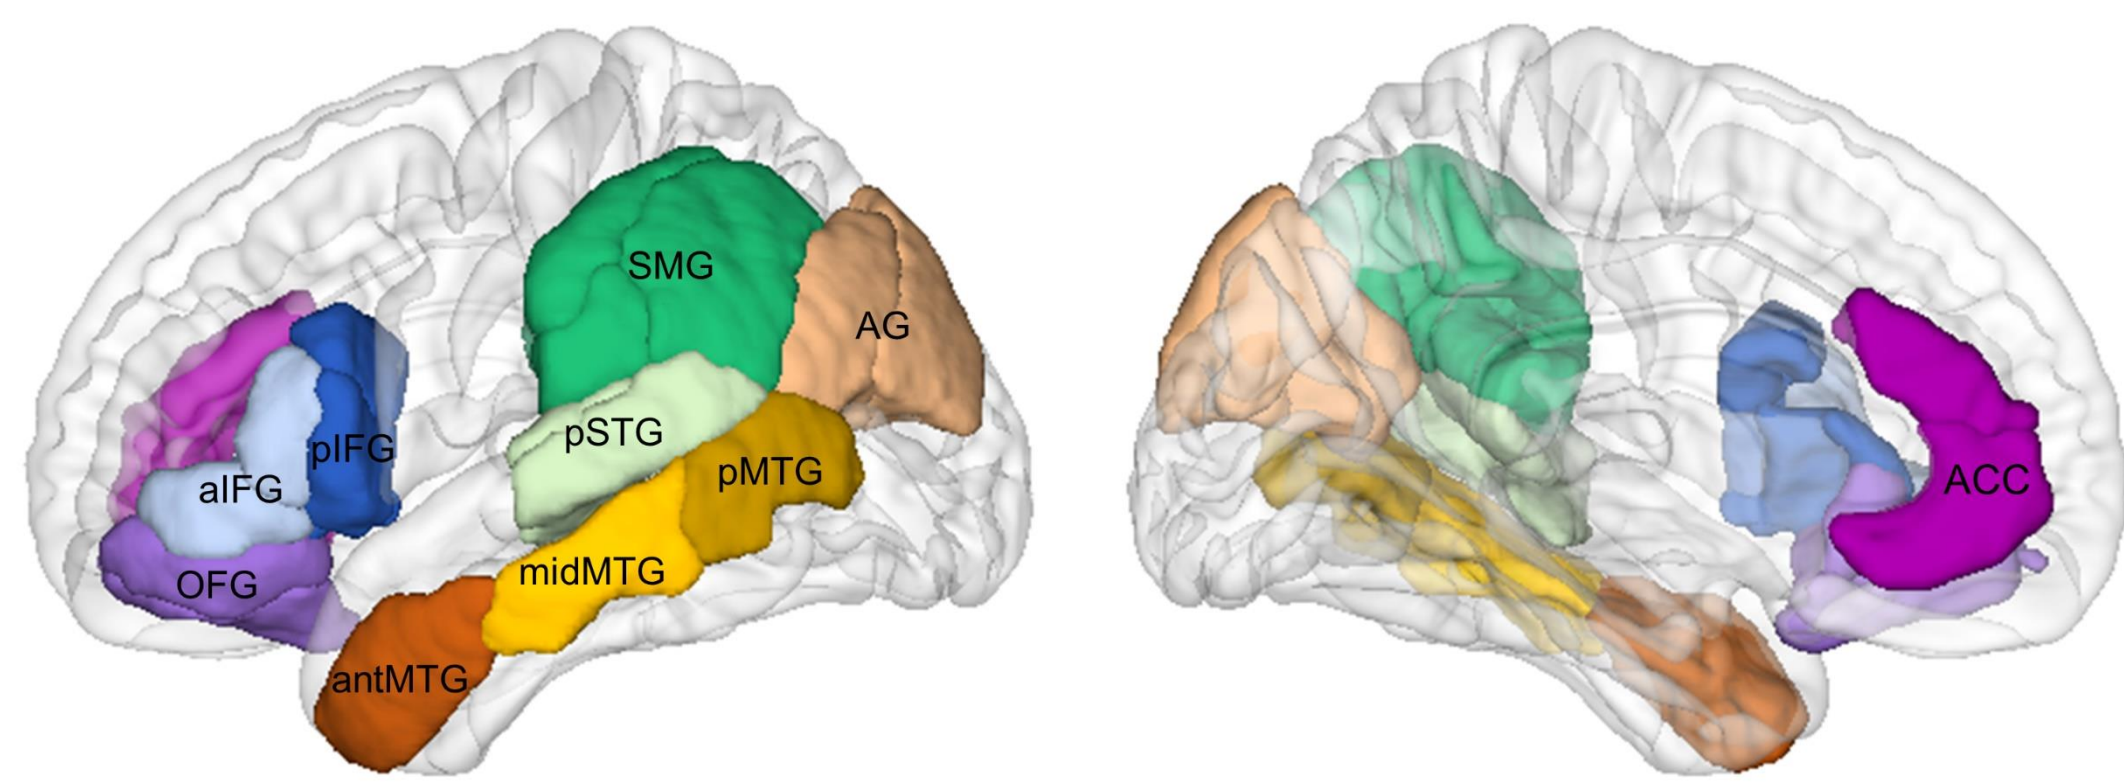 SMG
AG
pSTG
pIFG
pMTG
aIFG
midMTG
OFG
antMTG
ACC